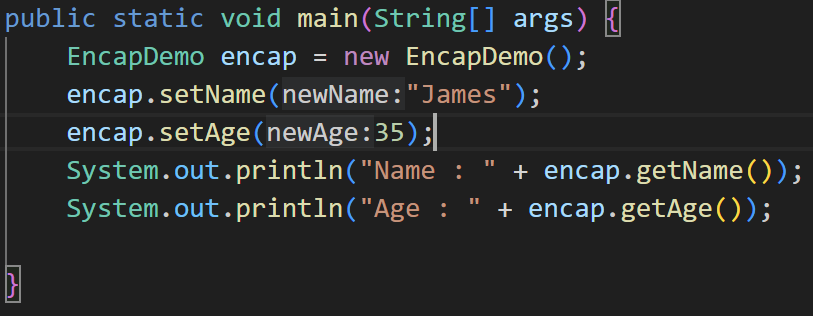 public static void main(String[] args) {
EncapDemo encap = new EncapDemo();
encap.setName(newName:"James");
encap.setAge(newAge:35);
System.out.println("Name : " + encap.getName());
System.out.println("Age : " + encap.getAge());
}